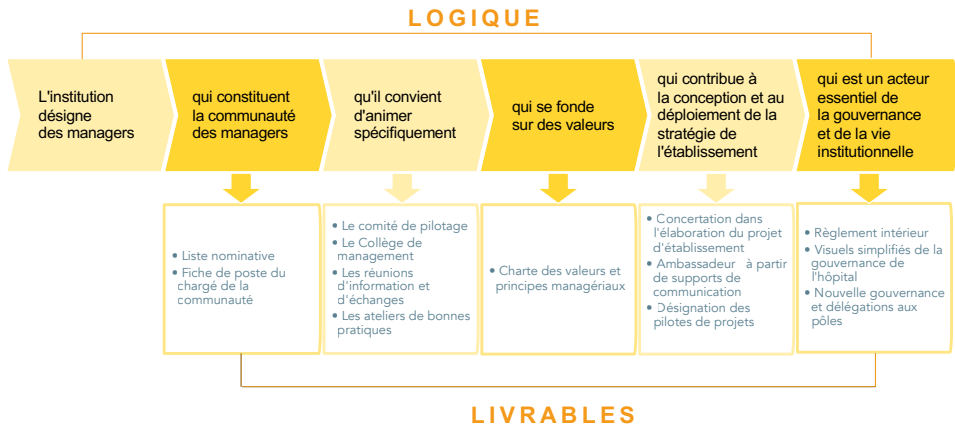 LOGIQUE
L'institution
désigne
des managers
qui constituent
la communauté
des managers
qu'il convient
d'animer
spécifiquement
qui se fonde
sur des valeurs
qui contribue à
la conception et au
déploiement de la
stratégie de
l'établissement
qui est un acteur
essentiel de
la gouvernance
et de la vie
institutionnelle
• Liste nominative
• Fiche de poste du
chargé de la
communauté
• Le comité de pilotage
• Le Collège de
management
• Les réunions
d'information et
d'échanges
• Les ateliers de bonnes
pratiques
• Charte des valeurs et
principes managériaux
• Concertation dans
l'élaboration du projet
d'établissement
• Ambassadeur à partir
de supports de
communication
• Désignation des
pilotes de projets
• Règlement intérieur
• Visuels simplifiés de la
gouvernance de
l'hôpital
• Nouvelle gouvernance
et délégations aux
pôles
LIVRABLES